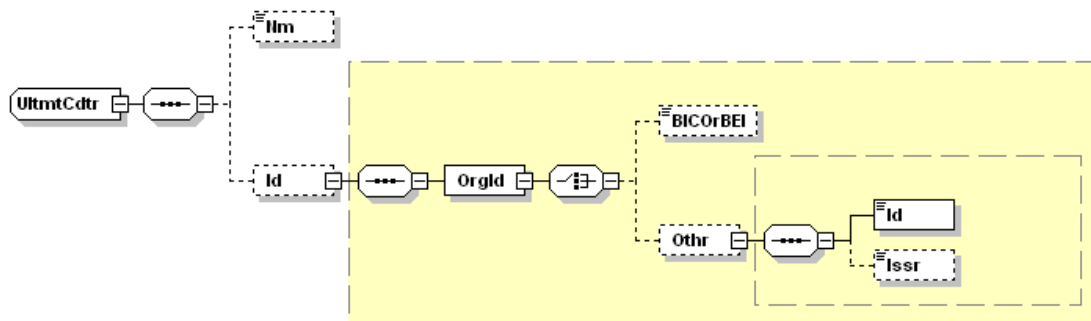 Nm
UltmtCdtr
BICOrBEI
Id
OrgId
Id
Othr
Issr